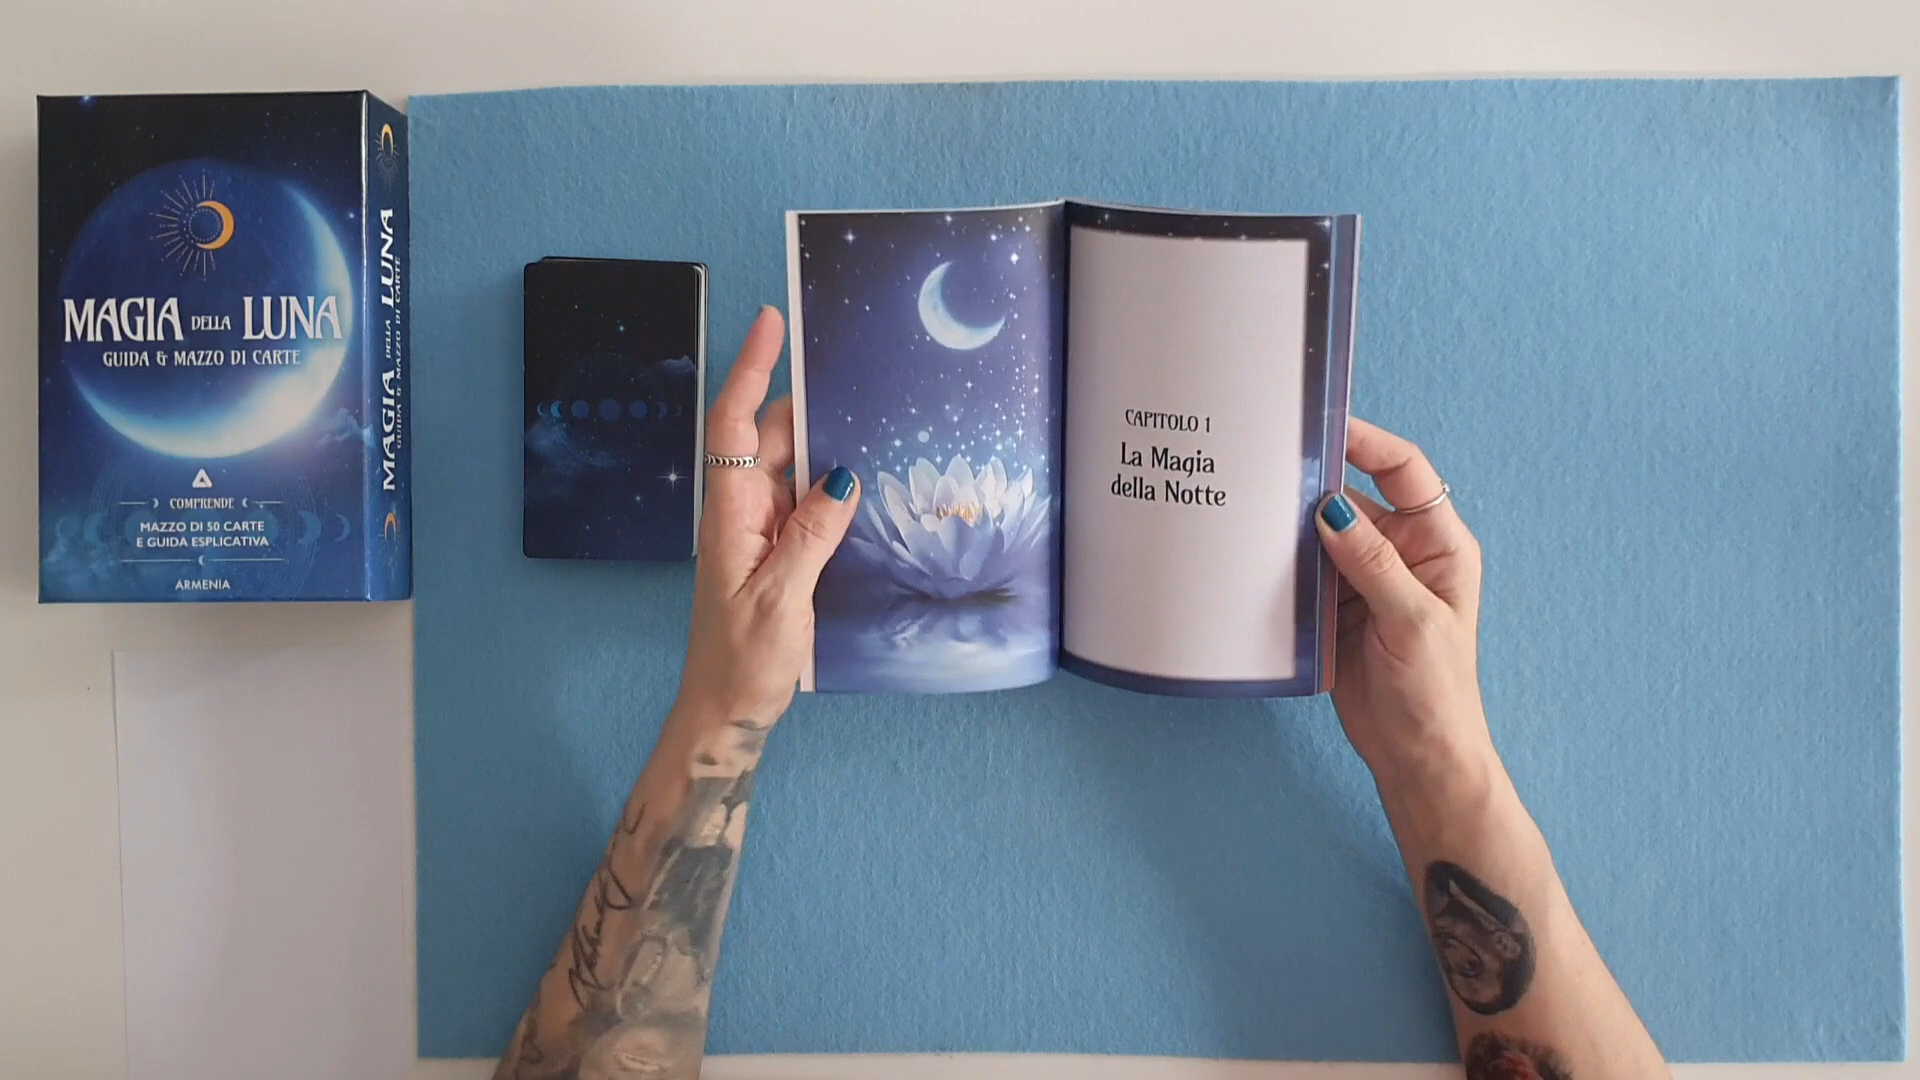 MAGIA DELLA LUNA
GUIDA & MAZZO DI CARTE
COMPRENDE
MAZZO DI 50 CARTE
E GUIDA ESPLICATIVA
ARMENIA
MAGIA DELLA LUNA
GUIDA & MAZZO DI CARTE
CAPITOLO 1
La Magia
della Notte